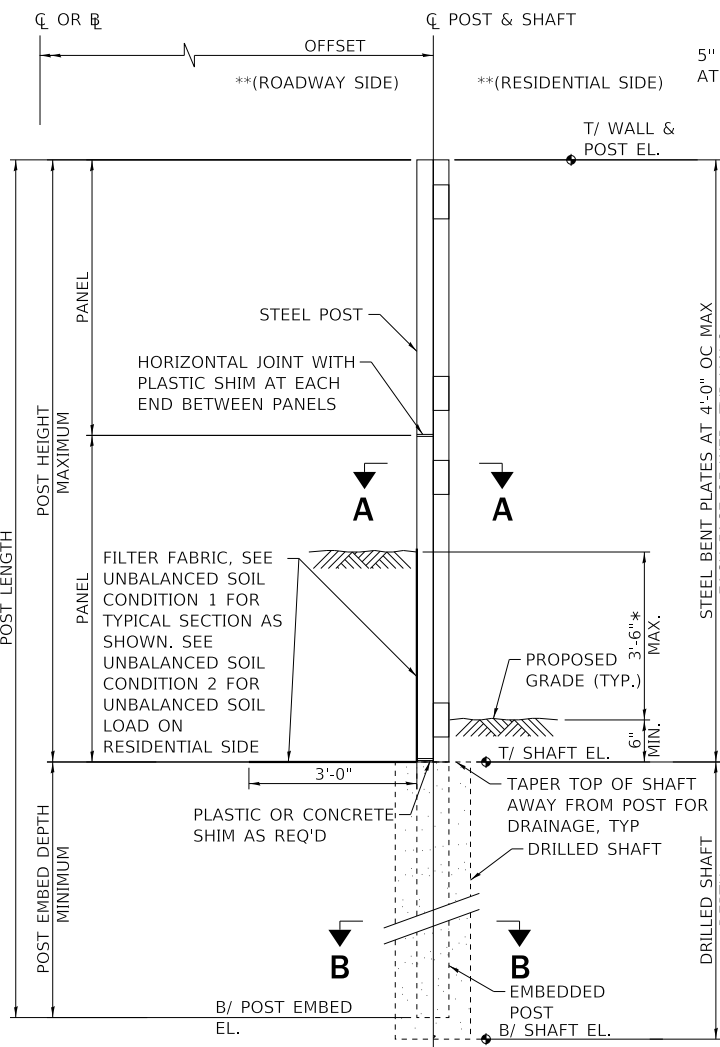 ℄ OR B̵L
℄ POST & SHAFT
OFFSET
5"
**(ROADWAY SIDE)
**(RESIDENTIAL SIDE)
AT
T/ WALL &
POST EL.
PANEL
STEEL POST
HORIZONTAL JOINT WITH
PLASTIC SHIM AT EACH
END BETWEEN PANELS
POST HEIGHT
MAXIMUM
POST LENGTH
STEEL BENT PLATES AT 4'-0" OC MAX
A
A
PANEL
FILTER FABRIC, SEE
UNBALANCED SOIL
CONDITION 1 FOR
TYPICAL SECTION AS
SHOWN. SEE
UNBALANCED SOIL
CONDITION 2 FOR
UNBALANCED SOIL
LOAD ON
RESIDENTIAL SIDE
3'-6"*
MAX.
PROPOSED
GRADE (TYP.)
6"
MIN.
T/ SHAFT EL.
3'-0"
TAPER TOP OF SHAFT
AWAY FROM POST FOR
DRAINAGE, TYP
PLASTIC OR CONCRETE
SHIM AS REQ'D
DRILLED SHAFT
POST EMBED DEPTH
MINIMUM
DRILLED SHAFT
B
B
EMBEDDED
POST
B/ POST EMBED
EL.
B/ SHAFT EL.